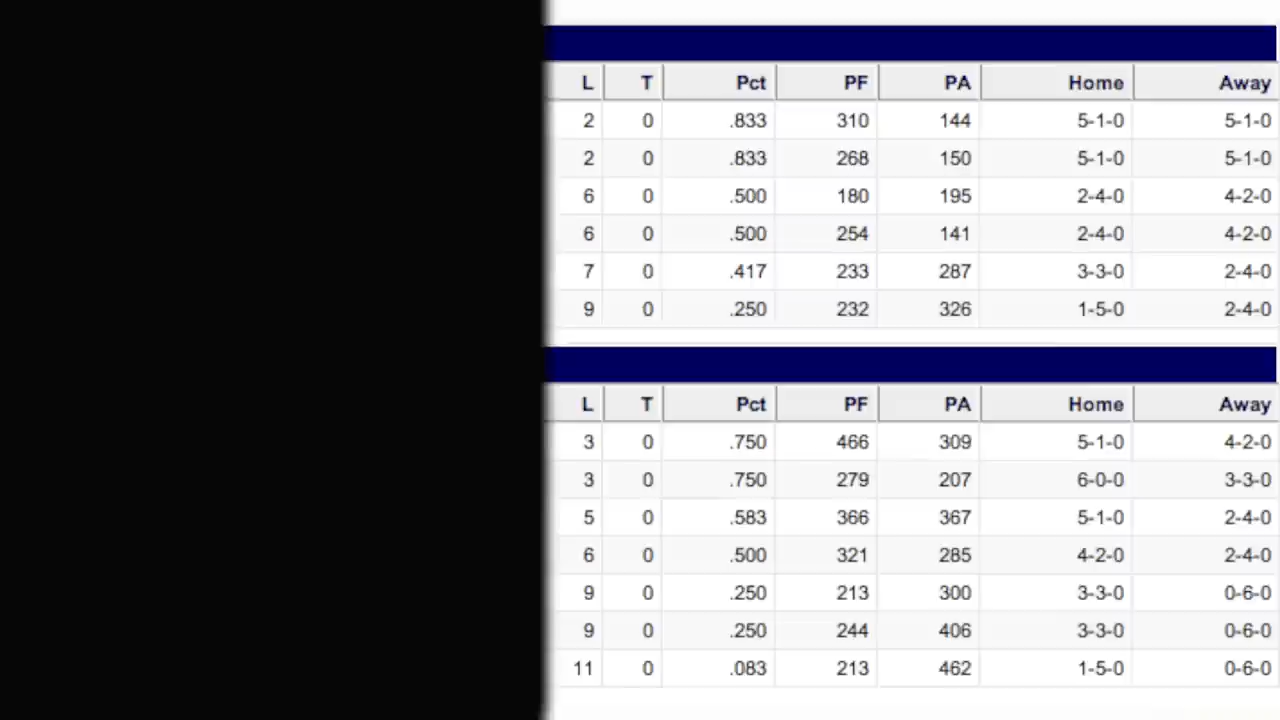 L T Pct PF PA Home Away
2 0 .833 310 144 5-1-0 5-1-0
2 0 .833 268 150 5-1-0 5-1-0
6 0 .500 180 195 2-4-0 4-2-0
6 0 .500 254 141 2-4-0 4-2-0
7 0 .417 233 287 3-3-0 2-4-0
9 0 .250 232 326 1-5-0 2-4-0
L T Pct PF PA Home Away
3 0 .750 466 309 5-1-0 4-2-0
3 0 .750 279 207 6-0-0 3-3-0
5 0 .583 366 367 5-1-0 2-4-0
6 0 .500 321 285 4-2-0 2-4-0
9 0 .250 213 300 3-3-0 0-6-0
9 0 .250 244 406 3-3-0 0-6-0
11 0 .083 213 462 1-5-0 0-6-0